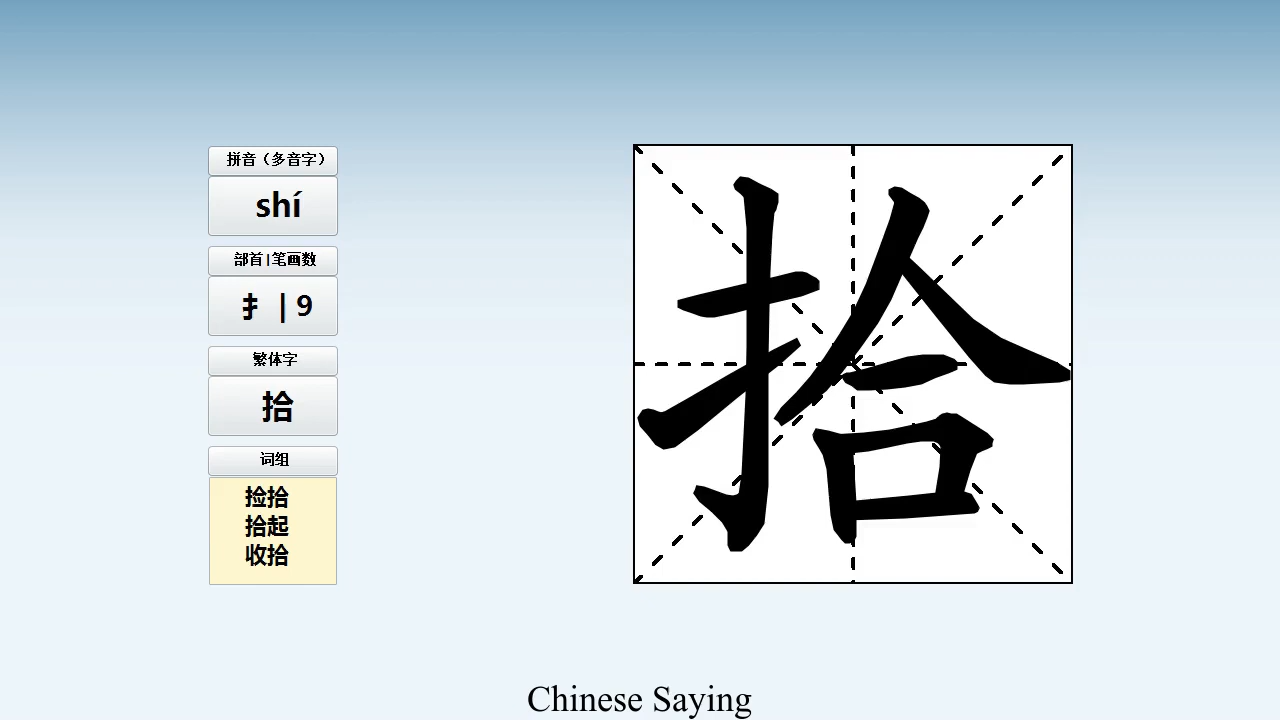 拼音（多音字）
shí
部首|笔画数
扌 | 9
繁体字
拾
词组
捡拾
拾起
收拾
拾
Chinese Saying